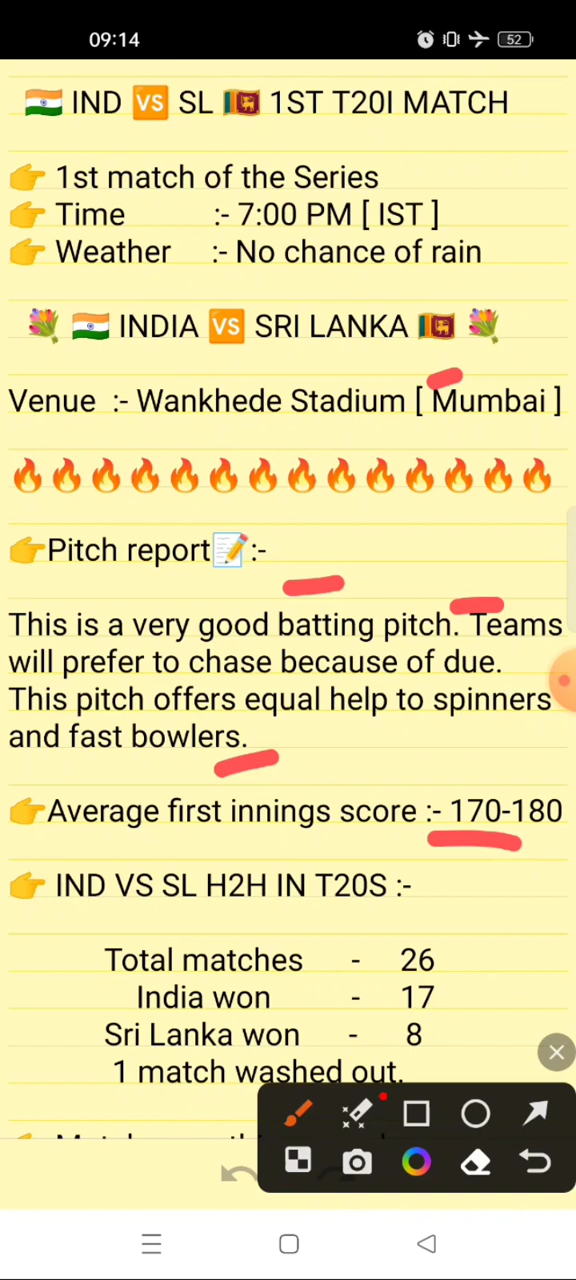 09:14
52
🇮🇳 IND 🆚 SL 🇱🇰 1ST T20I MATCH
👉 1st match of the Series
👉 Time :- 7:00 PM [ IST ]
👉 Weather :- No chance of rain
💐 🇮🇳 INDIA 🆚 SRI LANKA 🇱🇰 💐
Venue :- Wankhede Stadium [ Mumbai ]
🔥🔥🔥🔥🔥🔥🔥🔥🔥🔥🔥🔥🔥🔥
👉Pitch report📝:-
This is a very good batting pitch. Teams
will prefer to chase because of due.
This pitch offers equal help to spinners
and fast bowlers.
👉Average first innings score :- 170-180
👉 IND VS SL H2H IN T20S :-
Total matches - 26
India won - 17
Sri Lanka won - 8
1 match washed out.